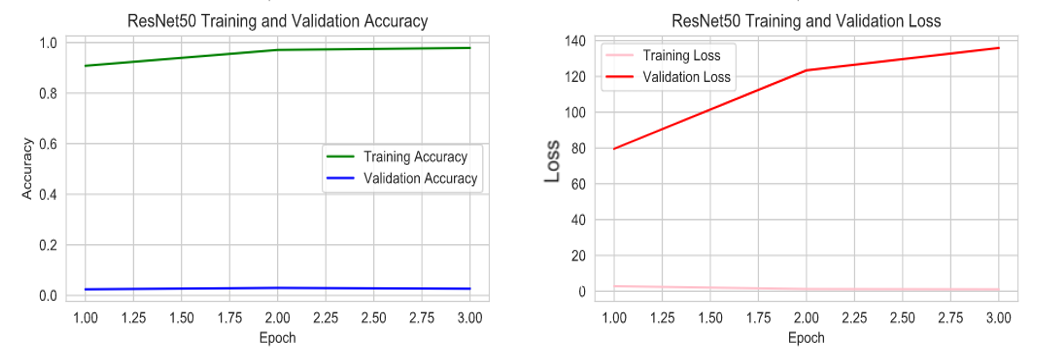 ResNet50 Training and Validation Accuracy
1.0
0.8
0.6
0.4
0.2
0.0
Accuracy
Training Accuracy
Validation Accuracy
1.00 1.25 1.50 1.75 2.00 2.25 2.50 2.75 3.00
Epoch
ResNet50 Training and Validation Loss
140
120
100
80
60
40
20
0
Loss
Training Loss
Validation Loss
1.00 1.25 1.50 1.75 2.00 2.25 2.50 2.75 3.00
Epoch